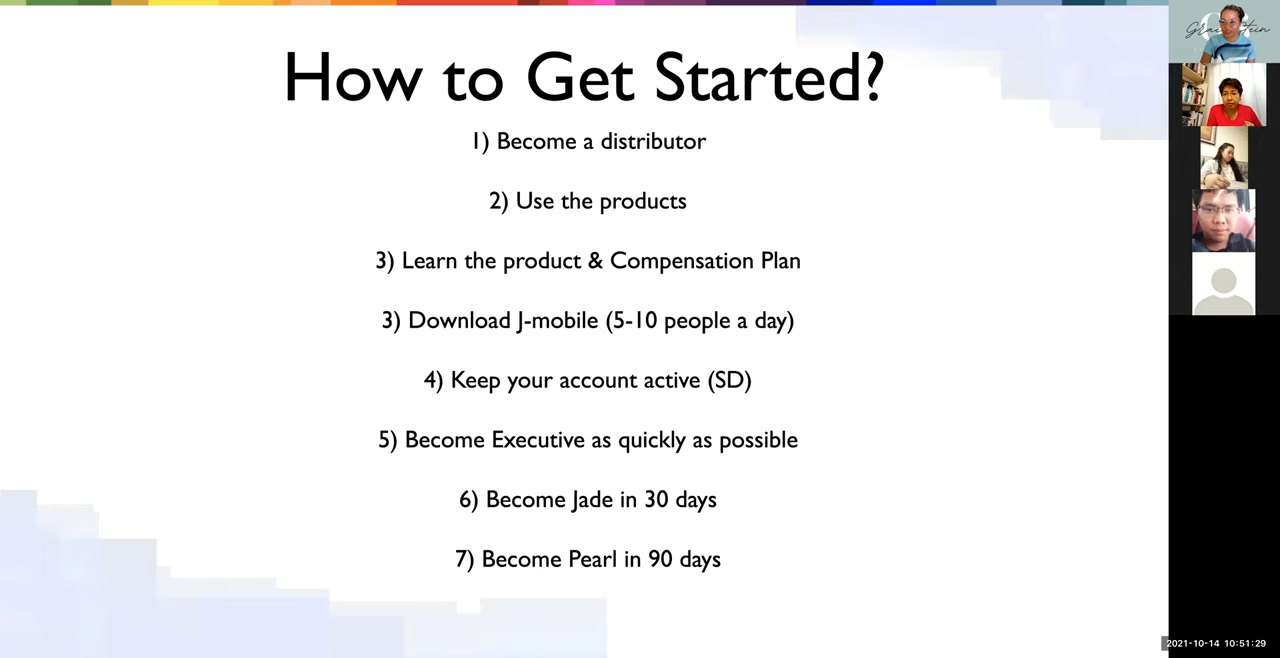 How to Get Started?
1) Become a distributor
2) Use the products
3) Learn the product & Compensation Plan
3) Download J-mobile (5-10 people a day)
4) Keep your account active (SD)
5) Become Executive as quickly as possible
6) Become Jade in 30 days
7) Become Pearl in 90 days
2021-10-14 10:51:29